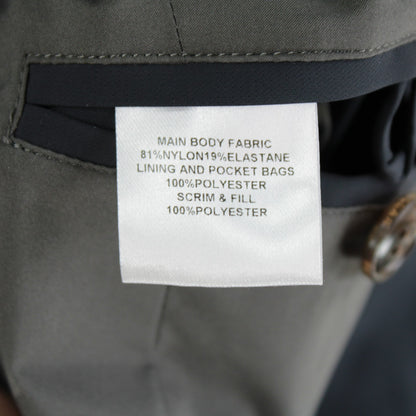 MAIN BODY FABRIC
81%NYLON19%ELASTANE
LINING AND POCKET BAGS
100%POLYESTER
SCRIM & FILL
100%POLYESTER